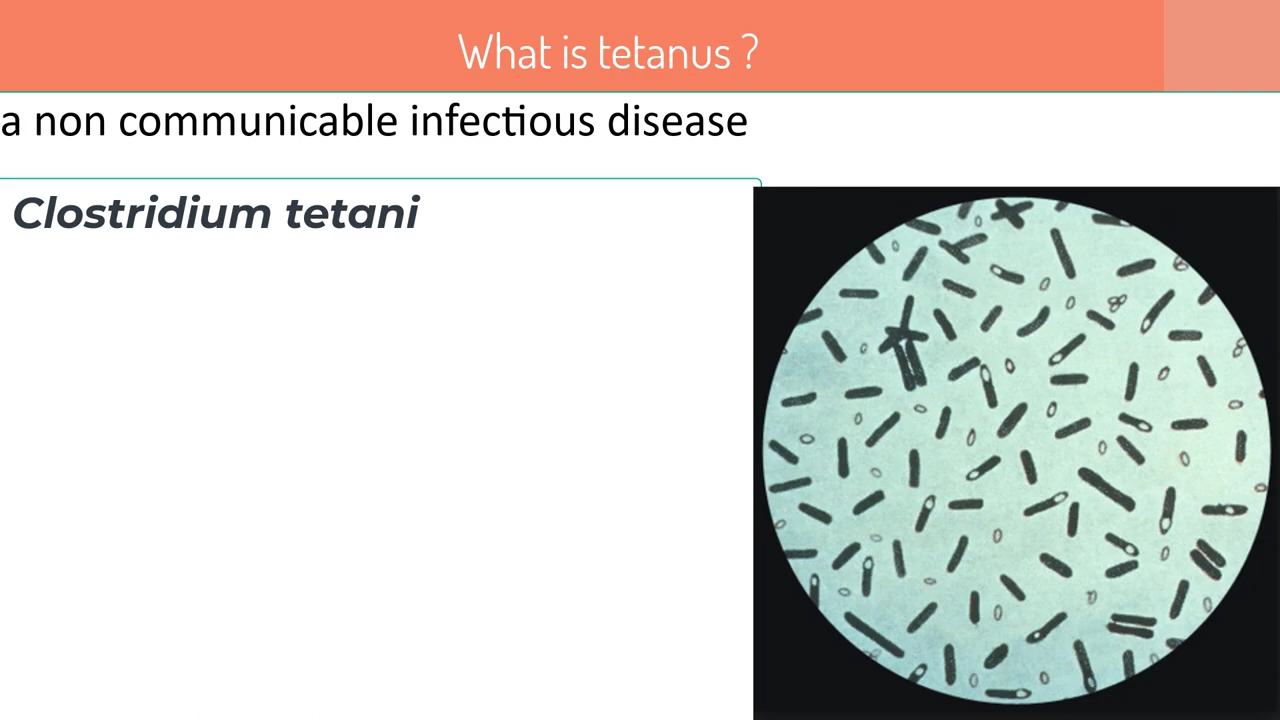 What is tetanus ?
a non communicable infectious disease
Clostridium tetani